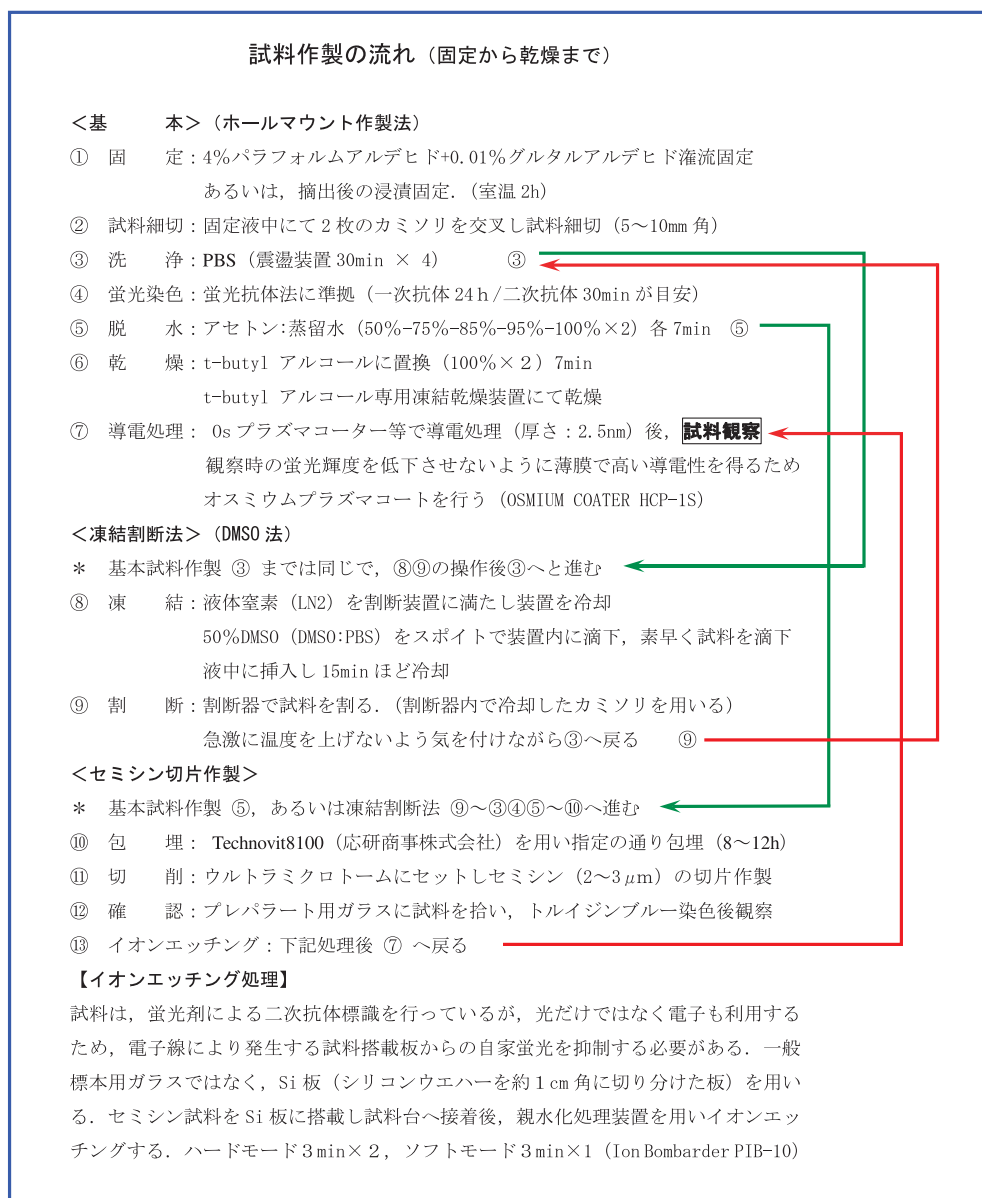 試料作製の流れ（固定から乾燥まで）
＜基　　　本＞（ホールマウント作製法）
①　固　　定：4%パラフォルムアルデヒド+0.01%グルタルアルデヒド潅流固定
あるいは，摘出後の浸漬固定．（室温 2h）
②　試料細切：固定液中にて 2 枚のカミソリを交叉し試料細切（5～10mm 角）
③　洗　　浄：PBS（震盪装置 30min × 4）　　　③
④　蛍光染色：蛍光抗体法に準拠（一次抗体 24ｈ/二次抗体 30min が目安）
⑤　脱　　水：アセトン：蒸留水（50%-75%-85%-95%-100%×2）各 7min　⑤
⑥　乾　　燥：t-butyl アルコールに置換（100%×２）7min
t-butyl アルコール専用凍結乾燥装置にて乾燥
⑦　導電処理： Os プラズマコーター等で導電処理（厚さ：2.5nm）後，試料観察
観察時の蛍光輝度を低下させないように薄膜で高い導電性を得るため
オスミウムプラズマコートを行う（OSMIUM COATER HCP-1S）
＜凍結割断法＞（DMSO 法）
＊　基本試料作製 ③ までは同じで，⑧⑨の操作後③へと進む
⑧　凍　　結：液体窒素（LN2）を割断装置に満たし装置を冷却
50%DMSO（DMSO:PBS）をスポイトで装置内に滴下，素早く試料を滴下
液中に挿入し 15min ほど冷却
⑨　割　　断：割断器で試料を割る．（割断器内で冷却したカミソリを用いる）
急激に温度を上げないよう気を付けながら③へ戻る　　⑨
＜セミシン切片作製＞
＊　基本試料作製 ⑤，あるいは凍結割断法 ⑨～③④⑤～⑩へ進む
⑩　包　　埋： Technovit8100（応研商事株式会社）を用い指定の通り包埋（8～12h）
⑪　切　　削：ウルトラミクロトームにセットしセミシン（2～3μm）の切片作製
⑫　確　　認：プレパラート用ガラスに試料を拾い，トルイジンブルー染色後観察
⑬　イオンエッチング：下記処理後 ⑦ へ戻る
【イオンエッチング処理】
試料は，蛍光剤による二次抗体標識を行っているが，光だけではなく電子も利用する
ため，電子線により発生する試料搭載板からの自家蛍光を抑制する必要がある．一般
標本用ガラスではなく，Si 板（シリコンウエハーを約１cm 角に切り分けた板）を用い
る．セミシン試料を Si 板に搭載し試料台へ接着後，親水化処理装置を用いイオンエッ
チングする．ハードモード３min×２，ソフトモード３min×1（Ion Bombarder PIB-10）